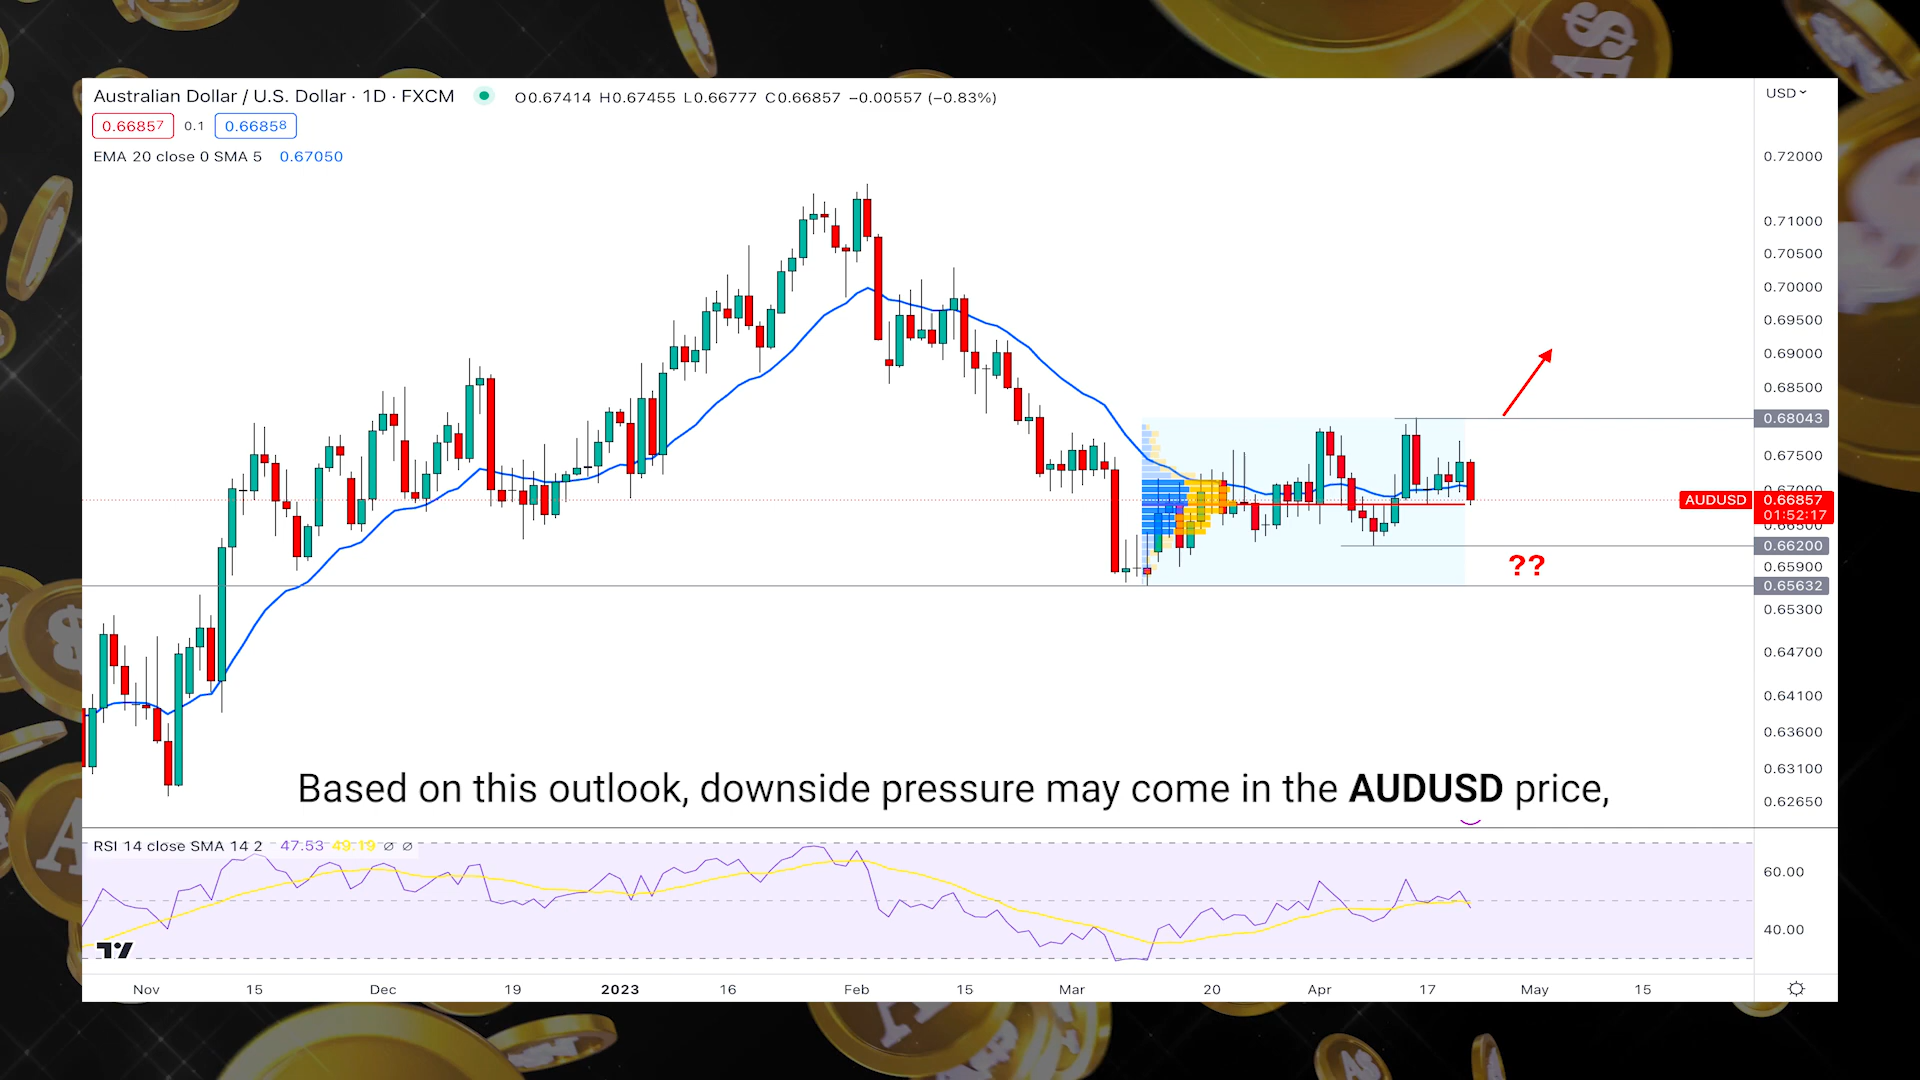 Australian Dollar / U.S. Dollar · 1D · FXCM O0.67414 H0.67455 L0.66777 C0.66857 −0.00557 (−0.83%)
USD
0.66857 0.1 0.66858
EMA 20 close 0 SMA 5 0.67050
0.72000
0.71000
0.70500
0.70000
0.69500
0.69000
0.68500
0.68043
0.67500
AUDUSD 0.66857
01:52:17
0.66200
??
0.65900
0.65632
0.65300
0.64700
0.64100
0.63600
0.63100
Based on this outlook, downside pressure may come in the AUDUSD price,
0.62650
RSI 14 close SMA 14 2 47.53 49.19 ∅ ∅
60.00
40.00
Nov 15 Dec 19 2023 16 Feb 15 Mar 20 Apr 17 May 15